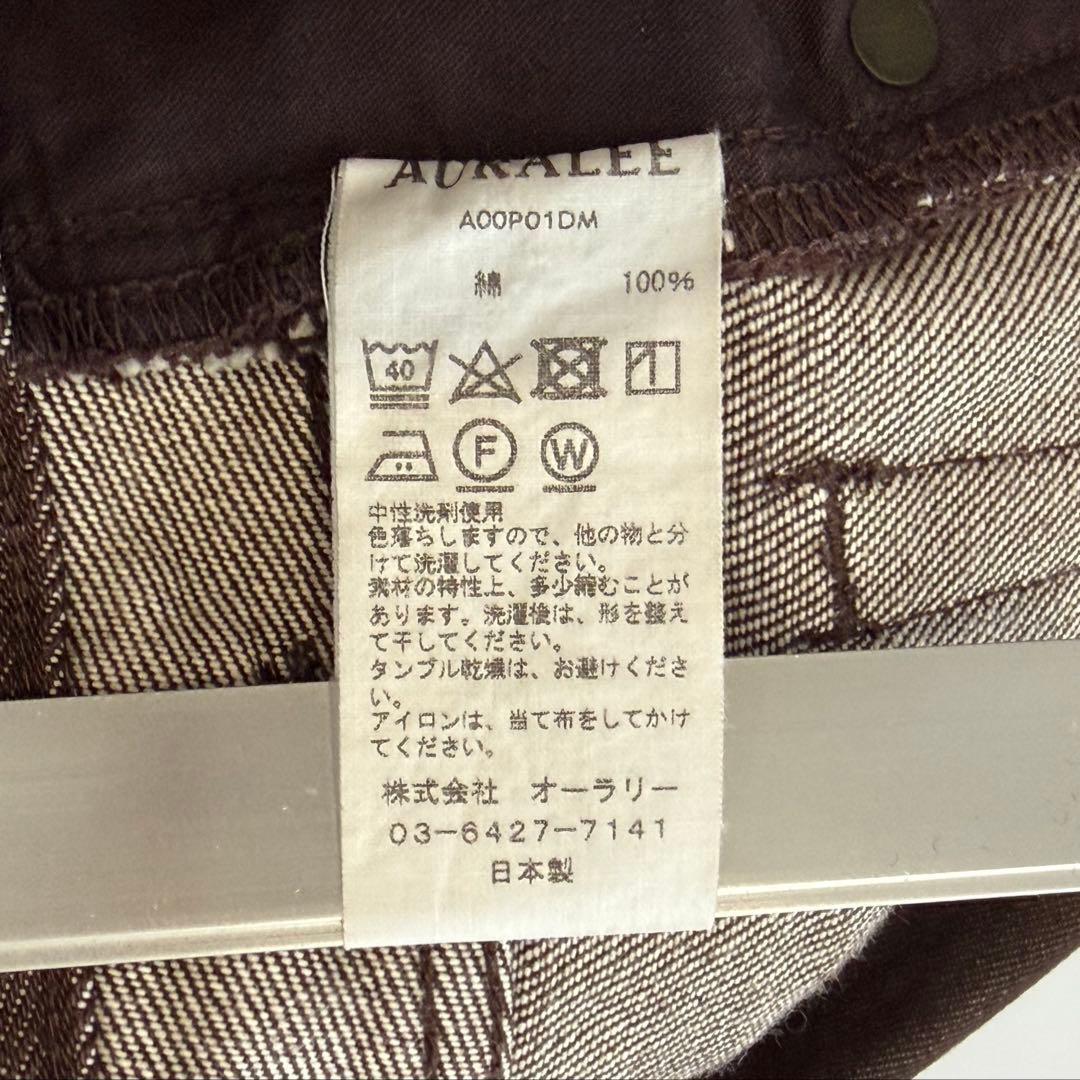 AURALEE
A00P01DM
綿 100%
40
1
F W
中性洗剤使用
色落ちしますので、他の物と分
けて洗濯してください。
素材の特性上、多少縮むことが
あります。洗濯後は、形を整え
て干してください。
タンブル乾燥は、お避けくださ
い。
アイロンは、当て布をしてかけ
てください。
株式会社 オーラリー
03-6427-7141
日本製